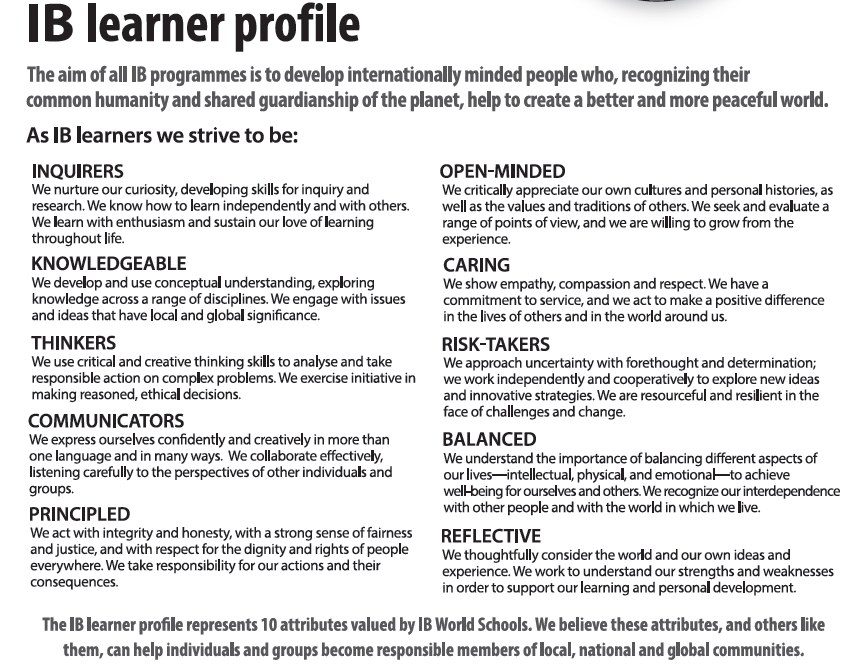 IB learner profile
The aim of all IB programmes is to develop internationally minded people who, recognizing their
common humanity and shared guardianship of the planet, help to create a better and more peaceful world.
As IB learners we strive to be:
INQUIRERS
We nurture our curiosity, developing skills for inquiry and
research. We know how to learn independently and with others.
We learn with enthusiasm and sustain our love of learning
throughout life.
KNOWLEDGEABLE
We develop and use conceptual understanding, exploring
knowledge across a range of disciplines. We engage with issues
and ideas that have local and global significance.
THINKERS
We use critical and creative thinking skills to analyse and take
responsible action on complex problems. We exercise initiative in
making reasoned, ethical decisions.
COMMUNICATORS
We express ourselves confidently and creatively in more than
one language and in many ways. We collaborate effectively,
listening carefully to the perspectives of other individuals and
groups.
PRINCIPLED
We act with integrity and honesty, with a strong sense of fairness
and justice, and with respect for the dignity and rights of people
everywhere. We take responsibility for our actions and their
consequences.
OPEN-MINDED
We critically appreciate our own cultures and personal histories, as
well as the values and traditions of others. We seek and evaluate a
range of points of view, and we are willing to grow from the
experience.
CARING
We show empathy, compassion and respect. We have a
commitment to service, and we act to make a positive difference
in the lives of others and in the world around us.
RISK-TAKERS
We approach uncertainty with forethought and determination;
we work independently and cooperatively to explore new ideas
and innovative strategies. We are resourceful and resilient in the
face of challenges and change.
BALANCED
We understand the importance of balancing different aspects of
our lives—intellectual, physical, and emotional—to achieve
well-being for ourselves and others. We recognize our interdependence
with other people and with the world in which we live.
REFLECTIVE
We thoughtfully consider the world and our own ideas and
experience. We work to understand our strengths and weaknesses
in order to support our learning and personal development.
The IB learner profile represents 10 attributes valued by IB World Schools. We believe these attributes, and others like
them, can help individuals and groups become responsible members of local, national and global communities.